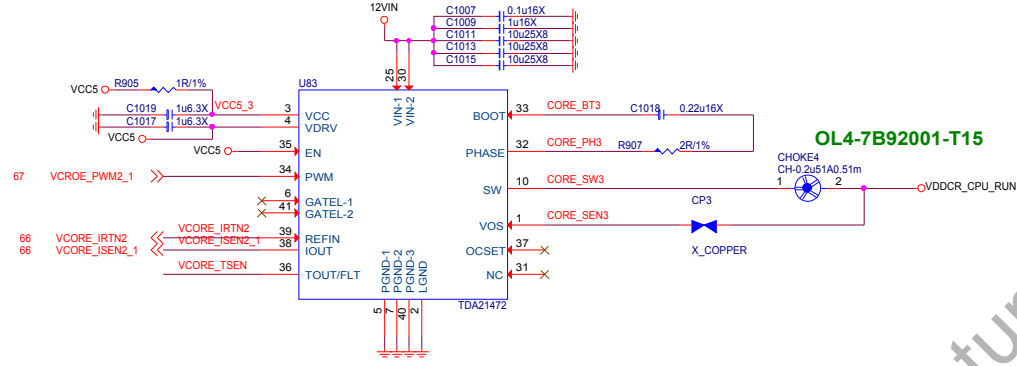 12VIN
C1007 0.1u16X
C1009 1u16X
C1011 10u25X8
C1013 10u25X8
C1015 10u25X8
25 30
VIN-1 VIN-2
U83
VCC5 R905 1R/1%
C1019 1u6.3X VCC5_3 3 VCC
C1017 1u6.3X 4 VDRV
VCC5
VCC5 35 EN
67 VCROE_PWM2_1 34 PWM
6 GATEL-1
41 GATEL-2
VCORE_IRTN2
66 VCORE_IRTN2 39 REFIN
VCORE_ISEN2_1
66 VCORE_ISEN2_1 38 IOUT
VCORE_TSEN 36 TOUT/FLT
BOOT 33 CORE_BT3 C1018 0.22u16X
PHASE 32 CORE_PH3 R907 2R/1%
OL4-7B92001-T15
CHOKE4
CH-0.2u51A0.51m
SW 10 CORE_SW3 1 2 VDDCR_CPU_RUN
CP3
VOS 1 CORE_SEN3
X_COPPER
OCSET 37
NC 31
PGND-1 PGND-2 PGND-3 LGND
TDA21472
5 7 40 2